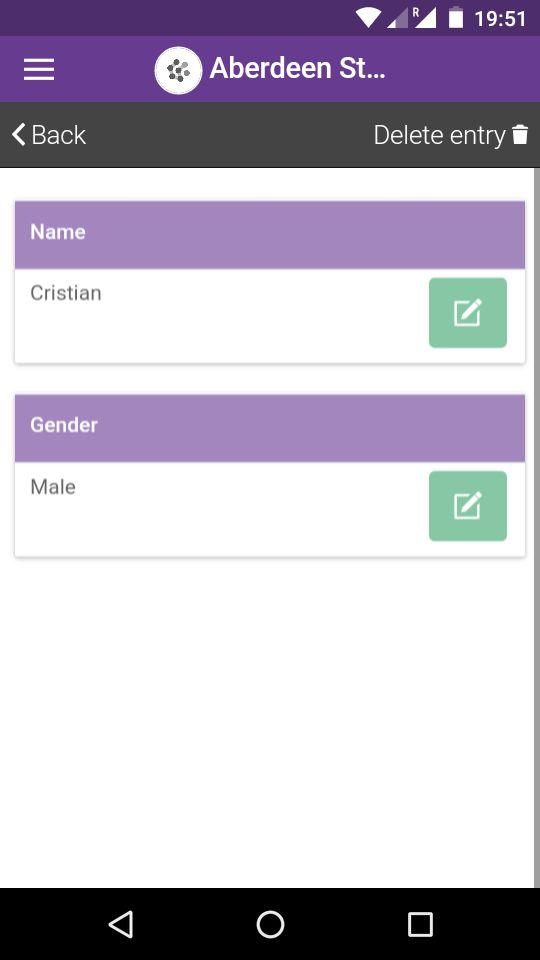 R 19:51
Aberdeen St...
Back
Delete entry
Name
Cristian
Gender
Male